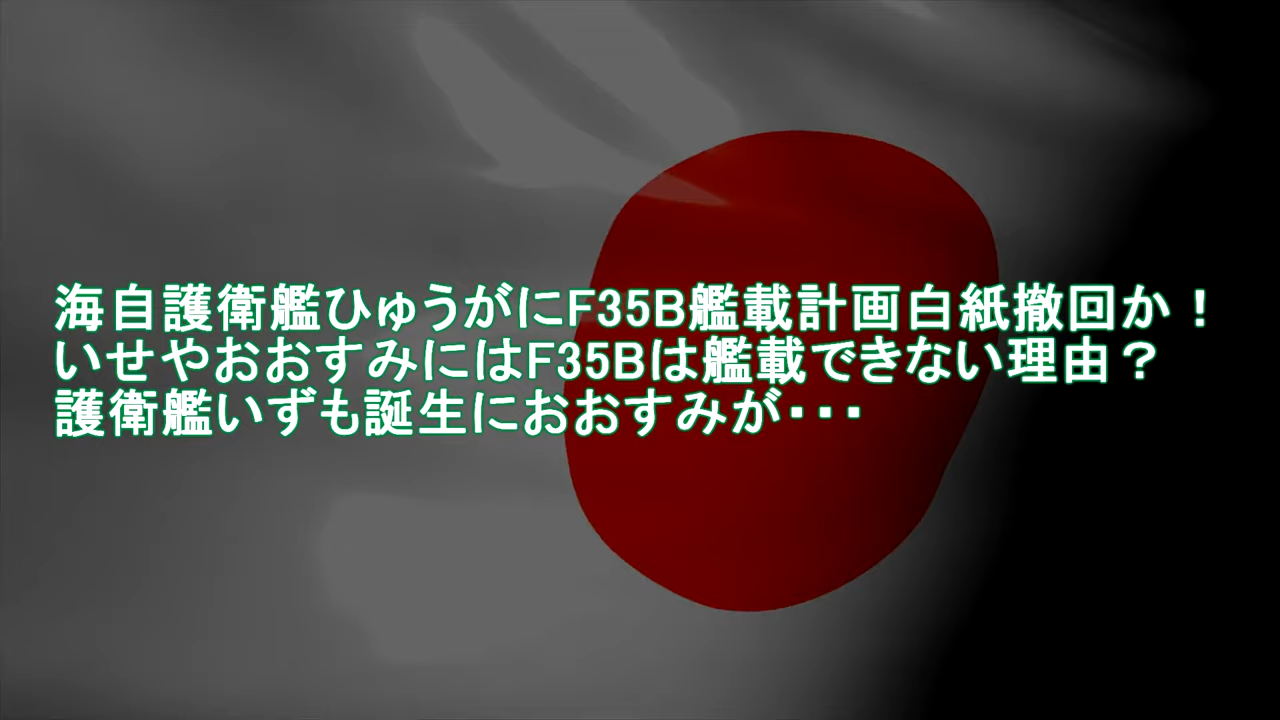 海自護衛艦ひゅうがにF35B艦載計画白紙撤回か！
いせやおおすみにはF35Bは艦載できない理由？
護衛艦いずも誕生におおすみが・・・